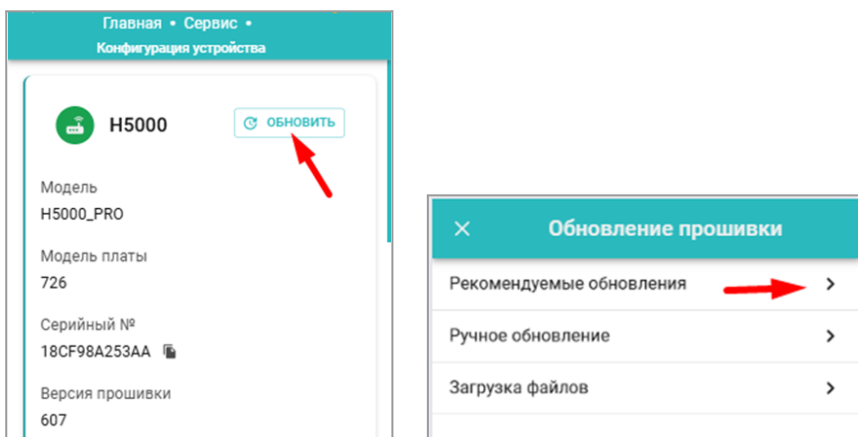 Главная • Сервис •
Конфигурация устройства
H5000
ОБНОВИТЬ
Модель
H5000_PRO
Модель платы
726
Серийный №
18CF98A253AA
Версия прошивки
607
Обновление прошивки
Рекомендуемые обновления
Ручное обновление
Загрузка файлов